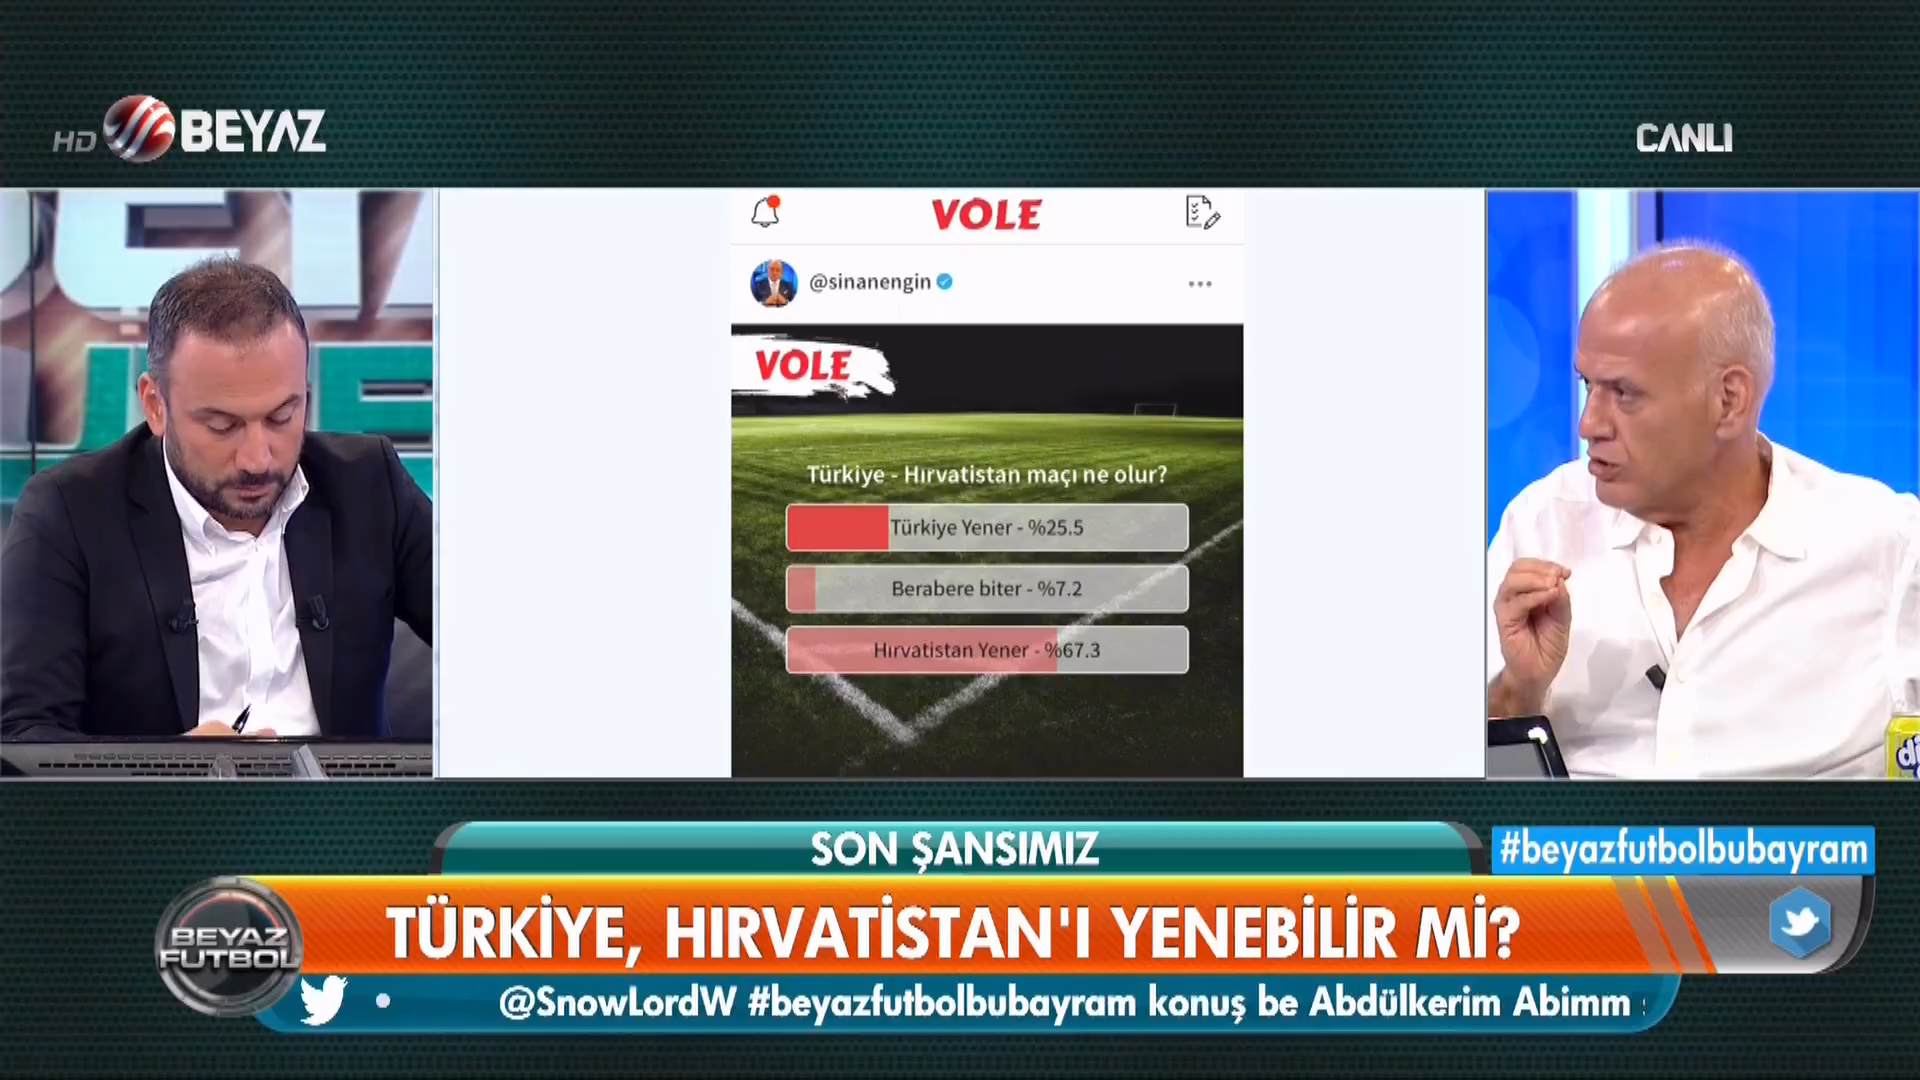 HD BEYAZ
CANLI
VOLE
@sinanengin
VOLE
Türkiye - Hırvatistan maçı ne olur?
Türkiye Yener - %25.5
Berabere biter - %7.2
Hırvatistan Yener - %67.3
SON ŞANSIMIZ
#beyazfutbolbubayram
TÜRKİYE, HIRVATİSTAN'I YENEBİLİR Mİ?
BEYAZ
FUTBOL
@SnowLordW #beyazfutbolbubayram konuş be Abdülkerim Abimm